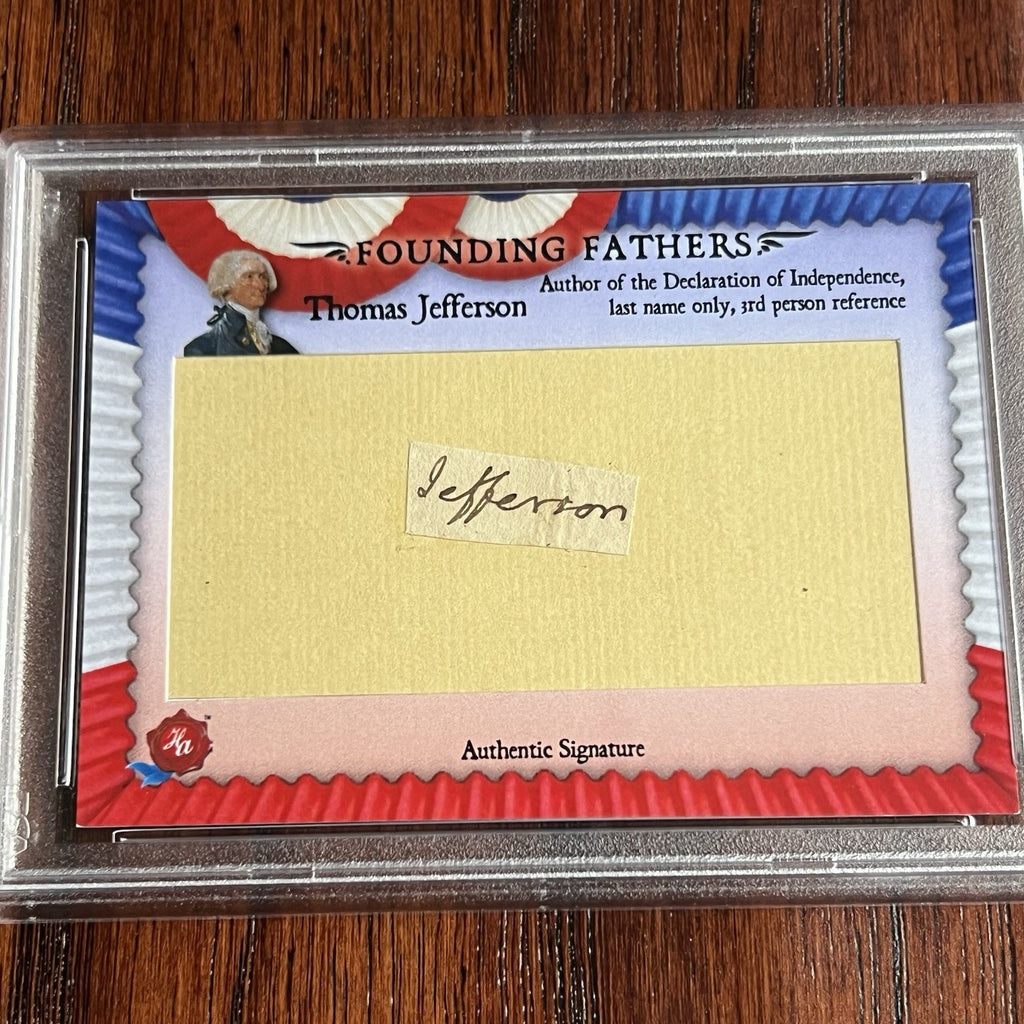 FOUNDING FATHERS
Thomas Jefferson
Author of the Declaration of Independence,
last name only, 3rd person reference
Jefferson
Ha
Authentic Signature